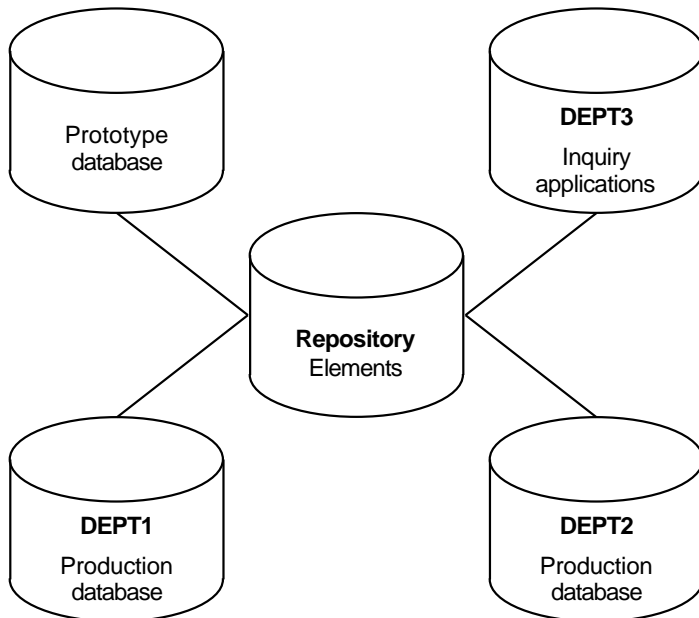 Prototype
database
DEPT3
Inquiry
applications
Repository
Elements
DEPT1
Production
database
DEPT2
Production
database